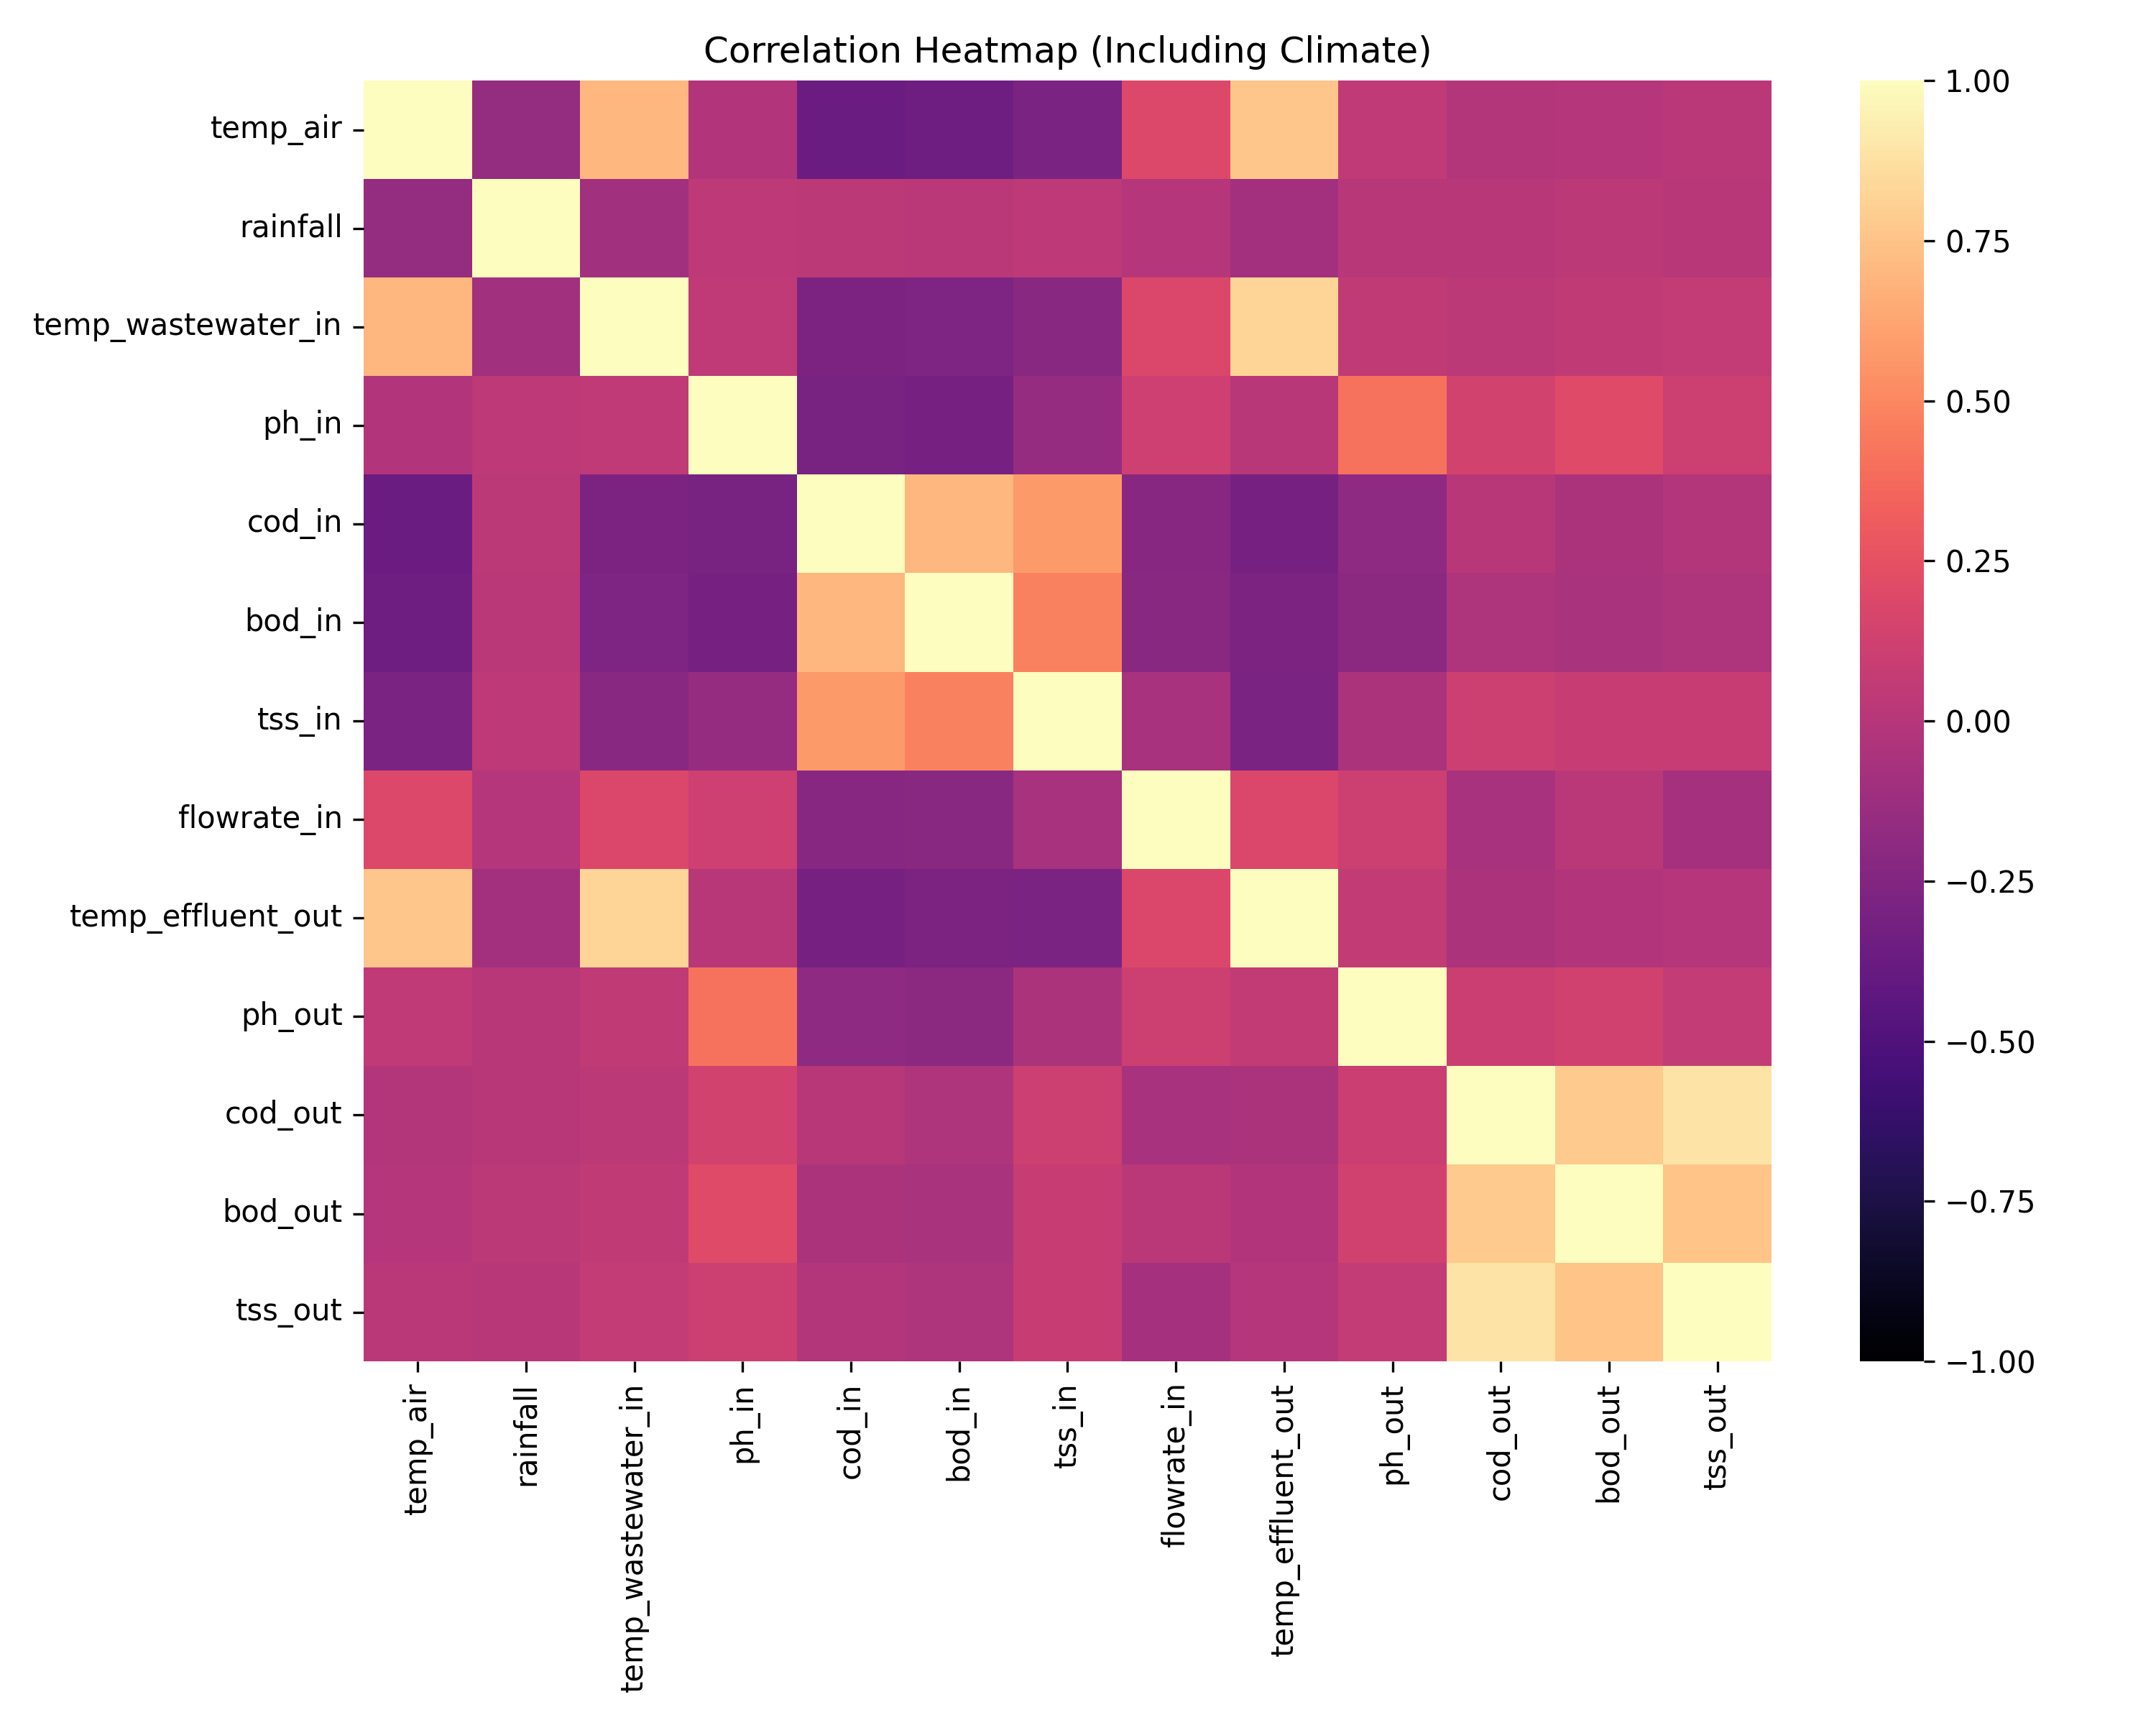 Correlation Heatmap (Including Climate)
temp_air
rainfall
temp_wastewater_in
ph_in
cod_in
bod_in
tss_in
flowrate_in
temp_effluent_out
ph_out
cod_out
bod_out
tss_out
temp_air
rainfall
temp_wastewater_in
ph_in
cod_in
bod_in
tss_in
flowrate_in
temp_effluent_out
ph_out
cod_out
bod_out
tss_out
1.00
0.75
0.50
0.25
0.00
−0.25
−0.50
−0.75
−1.00